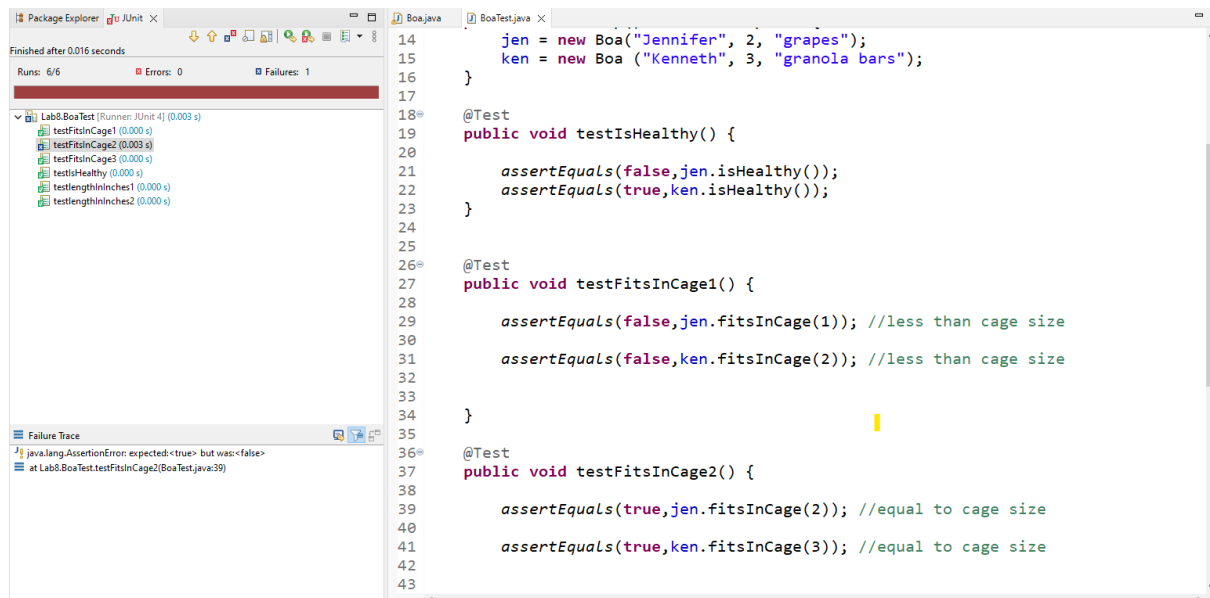 Package Explorer JUnit
Finished after 0.016 seconds
Runs: 6/6 Errors: 0 Failures: 1
Lab8.BoaTest [Runner: JUnit 4] (0.003 s)
testFitsInCage1 (0.000 s)
testFitsInCage2 (0.003 s)
testFitsInCage3 (0.000 s)
testIsHealthy (0.000 s)
testlengthInInches1 (0.000 s)
testlengthInInches2 (0.000 s)
Failure Trace
java.lang.AssertionError: expected:<true> but was:<false>
at Lab8.BoaTest.testFitsInCage2(BoaTest.java:39)
Boa.java BoaTest.java
14 jen = new Boa("Jennifer", 2, "grapes");
15 ken = new Boa ("Kenneth", 3, "granola bars");
16 }
17
18 @Test
19 public void testIsHealthy() {
20
21 assertEquals(false,jen.isHealthy());
22 assertEquals(true,ken.isHealthy());
23 }
24
25
26 @Test
27 public void testFitsInCage1() {
28
29 assertEquals(false,jen.fitsInCage(1)); //less than cage size
30
31 assertEquals(false,ken.fitsInCage(2)); //less than cage size
32
33
34 }
35
36 @Test
37 public void testFitsInCage2() {
38
39 assertEquals(true,jen.fitsInCage(2)); //equal to cage size
40
41 assertEquals(true,ken.fitsInCage(3)); //equal to cage size
42
43